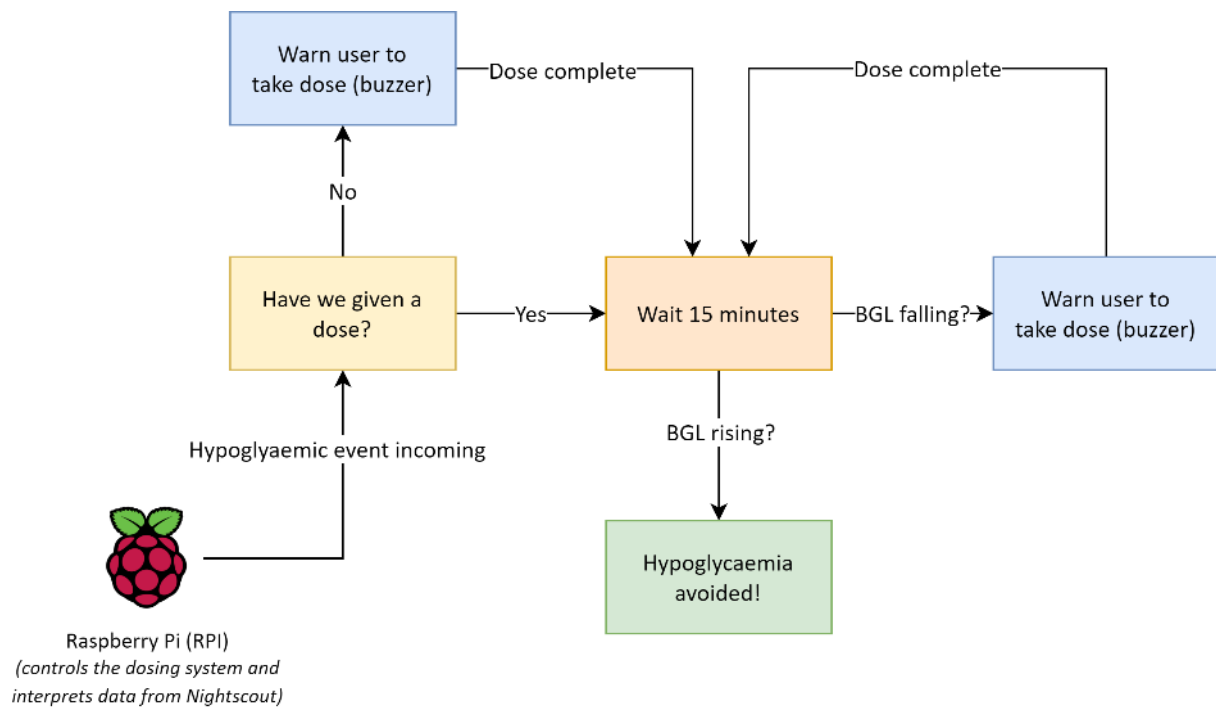 Warn user to
take dose (buzzer)
Dose complete
Dose complete
No
Have we given a
dose?
Yes
Wait 15 minutes
BGL falling?
Warn user to
take dose (buzzer)
Hypoglyaemic event incoming
BGL rising?
Hypoglycaemia
avoided!
Raspberry Pi (RPI)
(controls the dosing system and
interprets data from Nightscout)